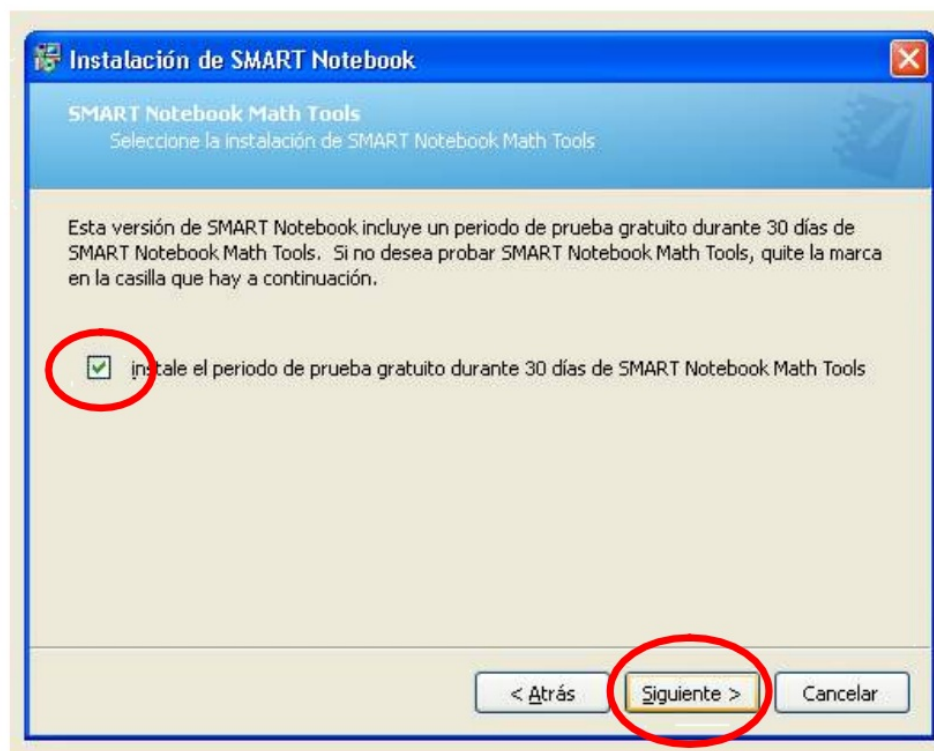 Instalación de SMART Notebook
SMART Notebook Math Tools
Seleccione la instalación de SMART Notebook Math Tools
Esta versión de SMART Notebook incluye un periodo de prueba gratuito durante 30 días de
SMART Notebook Math Tools.  Si no desea probar SMART Notebook Math Tools, quite la marca
en la casilla que hay a continuación.
instale el periodo de prueba gratuito durante 30 días de SMART Notebook Math Tools
< Atrás
Siguiente >
Cancelar